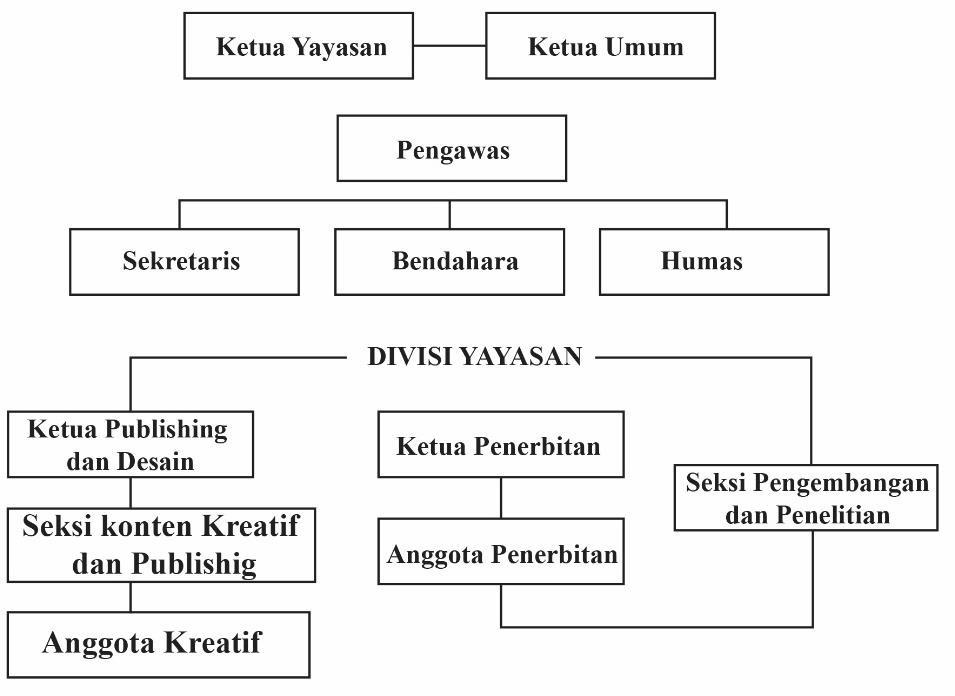 Ketua Yayasan
Ketua Umum
Pengawas
Sekretaris
Bendahara
Humas
DIVISI YAYASAN
Ketua Publishing
dan Desain
Seksi konten Kreatif
dan Publishig
Anggota Kreatif
Ketua Penerbitan
Anggota Penerbitan
Seksi Pengembangan
dan Penelitian